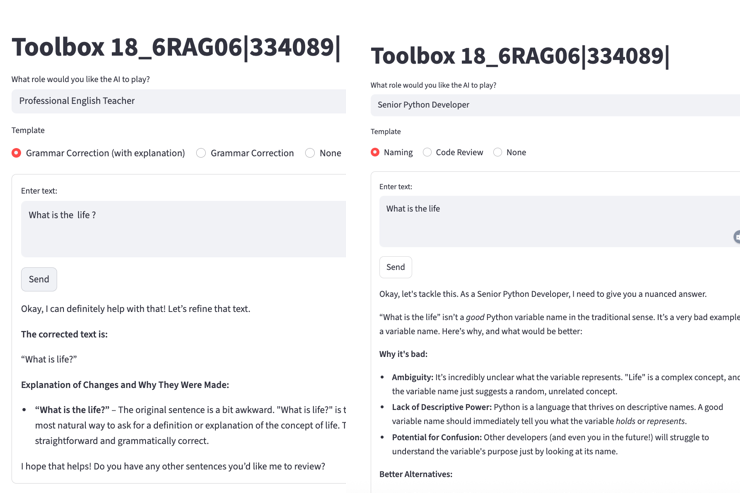 Toolbox 18_6RAG06|334089|
What role would you like the AI to play?
Professional English Teacher
Template
Grammar Correction (with explanation) Grammar Correction None
Enter text:
What is the life ?
Send
Okay, I can definitely help with that! Let's refine that text.
The corrected text is:
“What is life?”
Explanation of Changes and Why They Were Made:
• “What is the life?” – The original sentence is a bit awkward. "What is life?" is t
most natural way to ask for a definition or explanation of the concept of life. T
straightforward and grammatically correct.
I hope that helps! Do you have any other sentences you'd like me to review?
Toolbox 18_6RAG06|334089|
What role would you like the AI to play?
Senior Python Developer
Template
Naming Code Review None
Enter text:
What is the life
Send
Okay, let's tackle this. As a Senior Python Developer, I need to give you a nuanced answer.
“What is the life” isn't a good Python variable name in the traditional sense. It's a very bad example
a variable name. Here's why, and what would be better:
Why it's bad:
• Ambiguity: It's incredibly unclear what the variable represents. "Life" is a complex concept, and
the variable name just suggests a random, unrelated concept.
• Lack of Descriptive Power: Python is a language that thrives on descriptive names. A good
variable name should immediately tell you what the variable holds or represents.
• Potential for Confusion: Other developers (and even you in the future!) will struggle to
understand the variable's purpose just by looking at its name.
Better Alternatives: